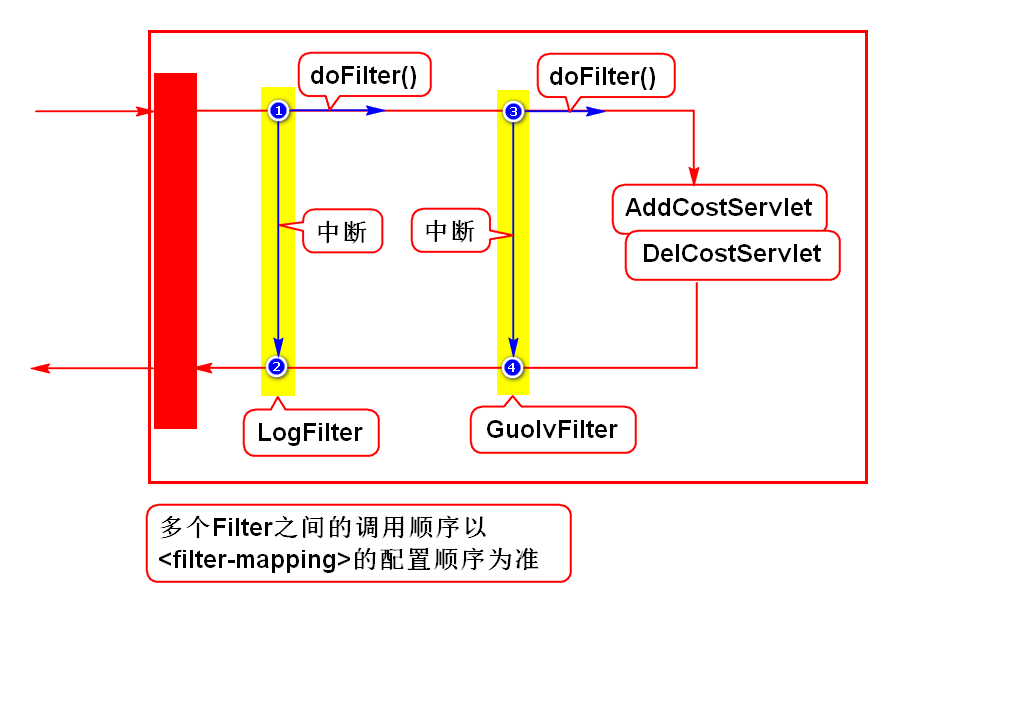 doFilter()
doFilter()
1
3
AddCostServlet
中断
中断
DelCostServlet
2
4
LogFilter
GuolvFilter
多个Filter之间的调用顺序以
<filter-mapping>的配置顺序为准